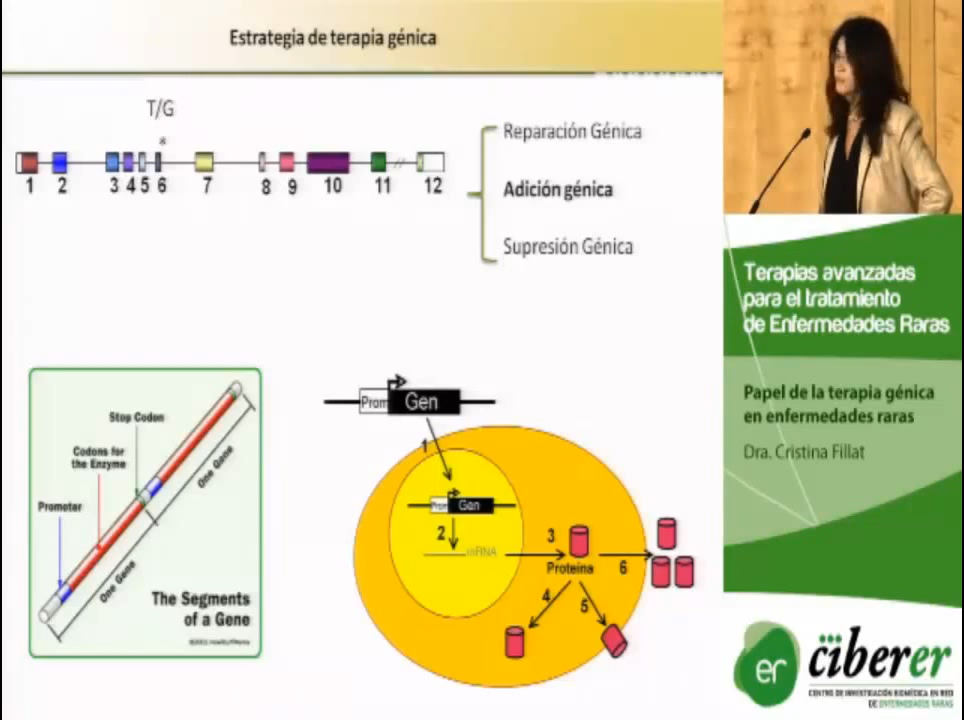 Estrategia de terapia génica
T/G
*
1 2 3 4 5 6 7 8 9 10 11 12
Reparación Génica
Adición génica
Supresión Génica
Stop Codon
Codons for
the Enzyme
Promoter
One Gene
One Gene
The Segments
of a Gene
Prom Gen
1
Prom Gen
2
mRNA
3
Proteína
4
5
6
Terapias avanzadas
para el tratamiento
de Enfermedades Raras
Papel de la terapia génica
en enfermedades raras
Dra. Cristina Fillat
er
ciberer
CENTRO DE INVESTIGACIÓN BIOMÉDICA EN RED
DE ENFERMEDADES RARAS